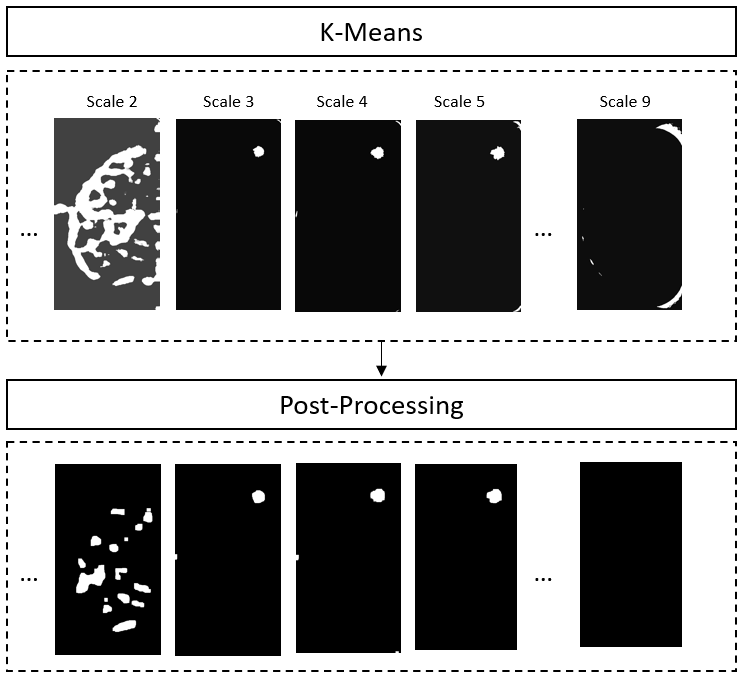 K-Means
Scale 2 Scale 3 Scale 4 Scale 5 Scale 9
... ...
Post-Processing
... ...